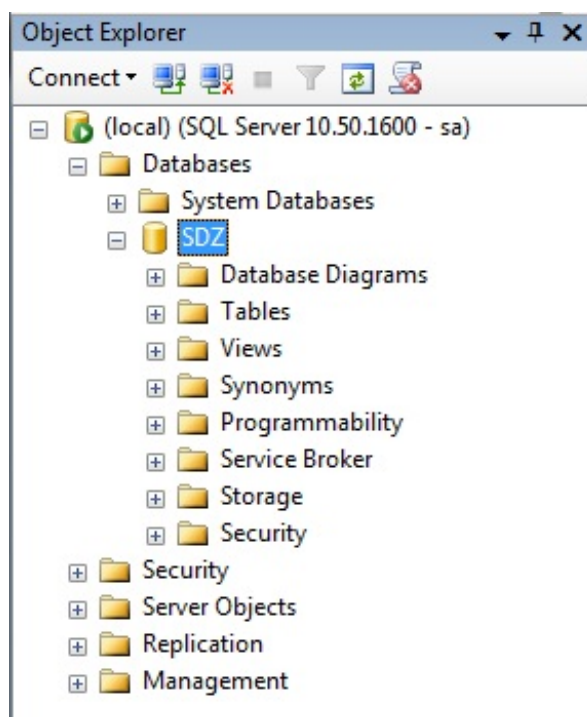 Object Explorer
Connect
(local) (SQL Server 10.50.1600 - sa)
Databases
System Databases
SDZ
Database Diagrams
Tables
Views
Synonyms
Programmability
Service Broker
Storage
Security
Security
Server Objects
Replication
Management